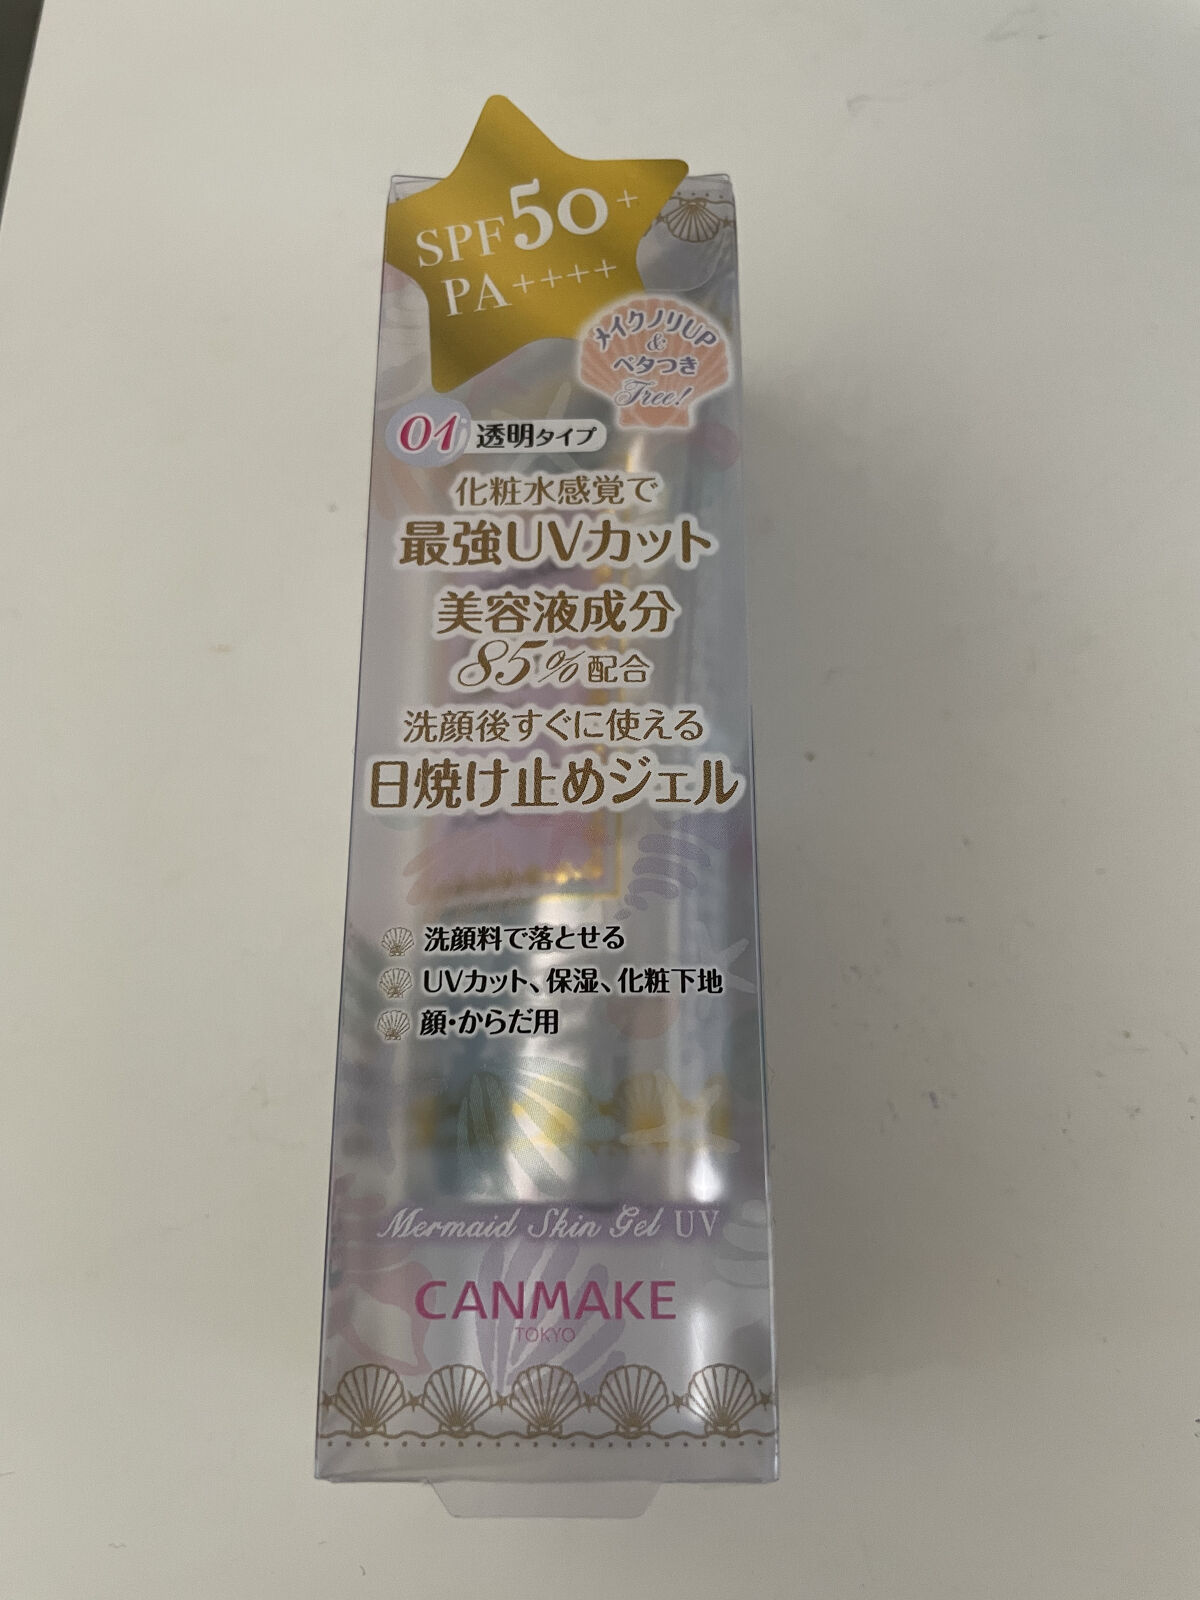 SPF50+
PA++++
メイクノリUP
&
ベタつき
Free!
01 透明タイプ
化粧水感覚で
最強UVカット
美容液成分
85%配合
洗顔後すぐに使える
日焼け止めジェル
洗顔料で落とせる
UVカット、保湿、化粧下地
顔・からだ用
Mermaid Skin Gel UV
CANMAKE
TOKYO